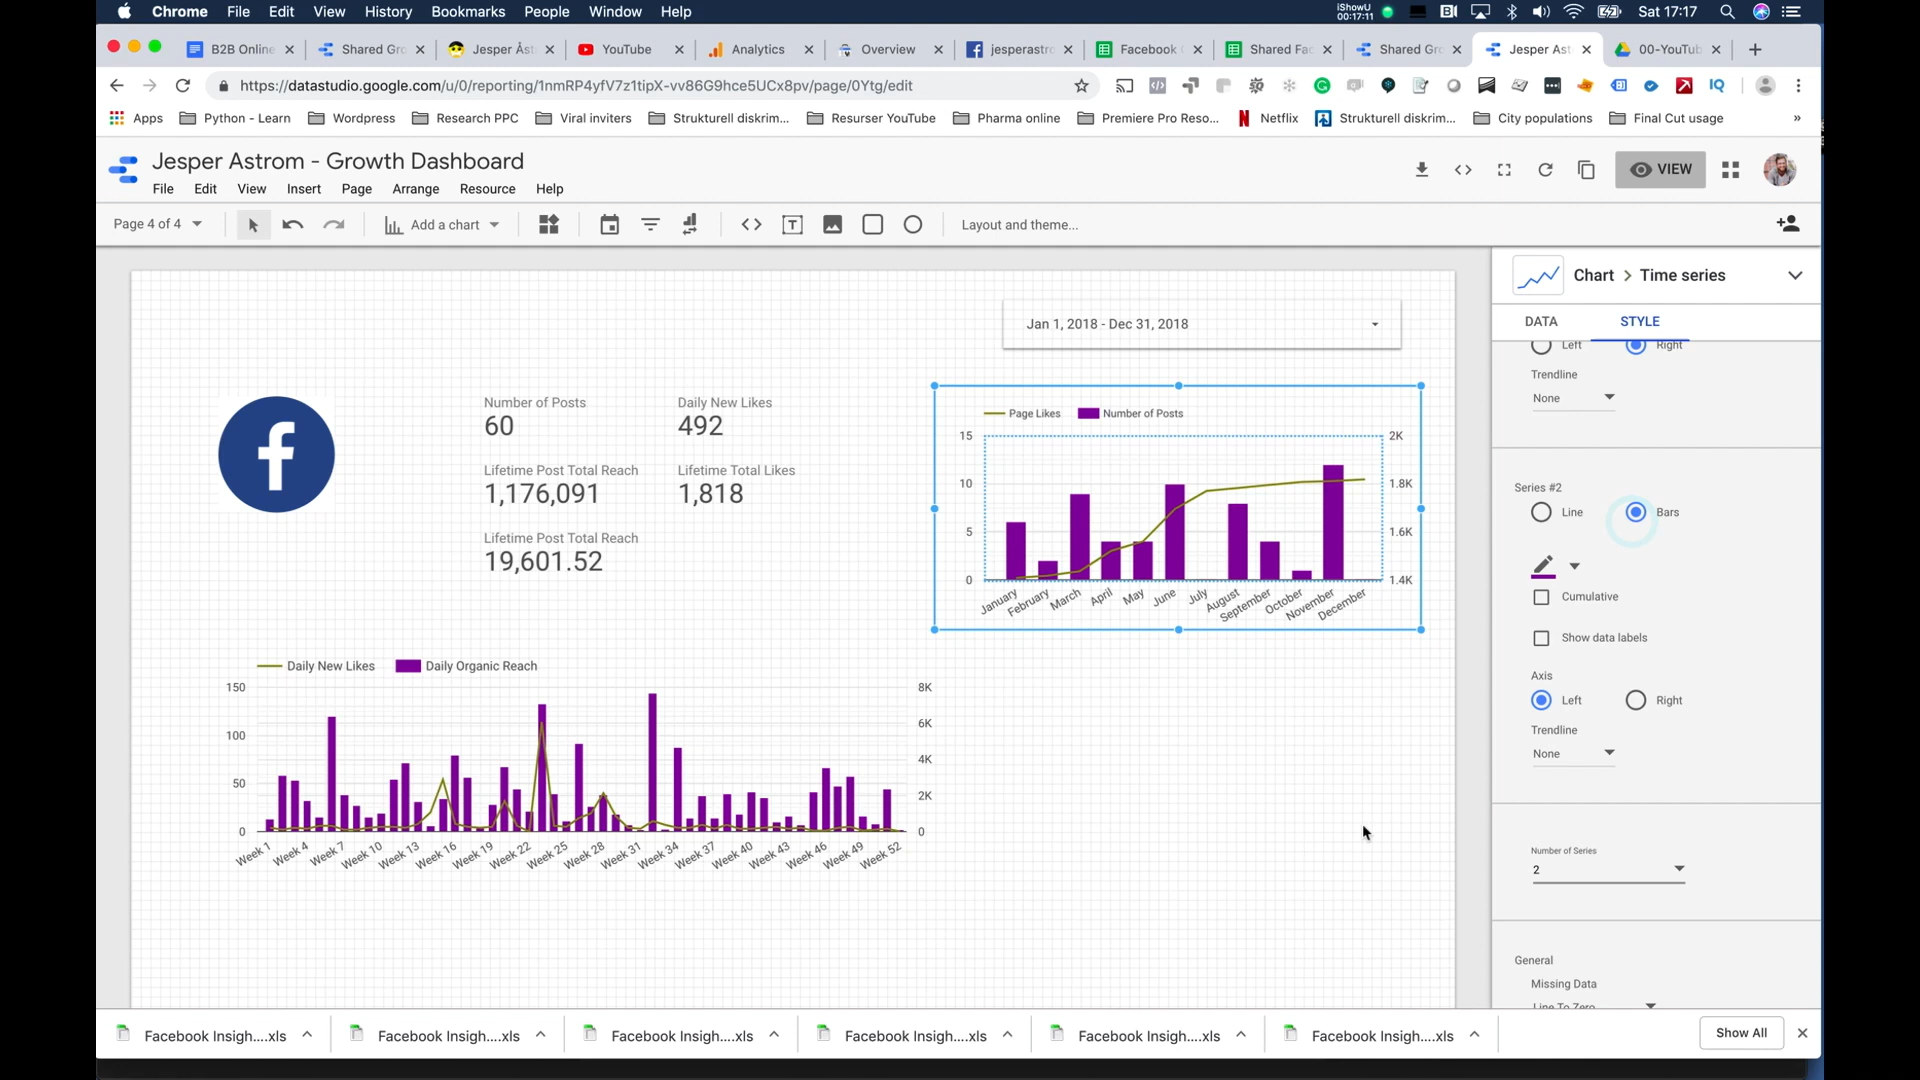 Chrome File Edit View History Bookmarks People Window Help
iShowU
00:17:11
Sat 17:17
B2B Online
Shared Gro
Jesper Åst
YouTube
Analytics
Overview
jesperastro
Facebook
Shared Fac
Shared Gro
Jesper Ast
00-YouTub
https://datastudio.google.com/u/0/reporting/1nmRP4yfV7z1tipX-vv86G9hce5UCx8pv/page/0Ytg/edit
Apps
Python - Learn
Wordpress
Research PPC
Viral inviters
Strukturell diskrim...
Resurser YouTube
Pharma online
Premiere Pro Reso...
Netflix
Strukturell diskrim...
City populations
Final Cut usage
»
Jesper Astrom - Growth Dashboard
File Edit View Insert Page Arrange Resource Help
VIEW
Page 4 of 4
Add a chart
Layout and theme...
Chart > Time series
DATA
STYLE
Left
Right
Trendline
None
Series #2
Line
Bars
Cumulative
Show data labels
Axis
Left
Right
Trendline
None
Number of Series
2
General
Missing Data
Line To Zero
Jan 1, 2018 - Dec 31, 2018
f
Number of Posts
60
Daily New Likes
492
Lifetime Post Total Reach
1,176,091
Lifetime Total Likes
1,818
Lifetime Post Total Reach
19,601.52
Page Likes
Number of Posts
15
10
5
0
2K
1.8K
1.6K
1.4K
January
February
March
April
May
June
July
August
September
October
November
December
Daily New Likes
Daily Organic Reach
150
100
50
0
8K
6K
4K
2K
0
Week 1
Week 4
Week 7
Week 10
Week 13
Week 16
Week 19
Week 22
Week 25
Week 28
Week 31
Week 34
Week 37
Week 40
Week 43
Week 46
Week 49
Week 52
Facebook Insigh....xls
Facebook Insigh....xls
Facebook Insigh....xls
Facebook Insigh....xls
Facebook Insigh....xls
Facebook Insigh....xls
Show All